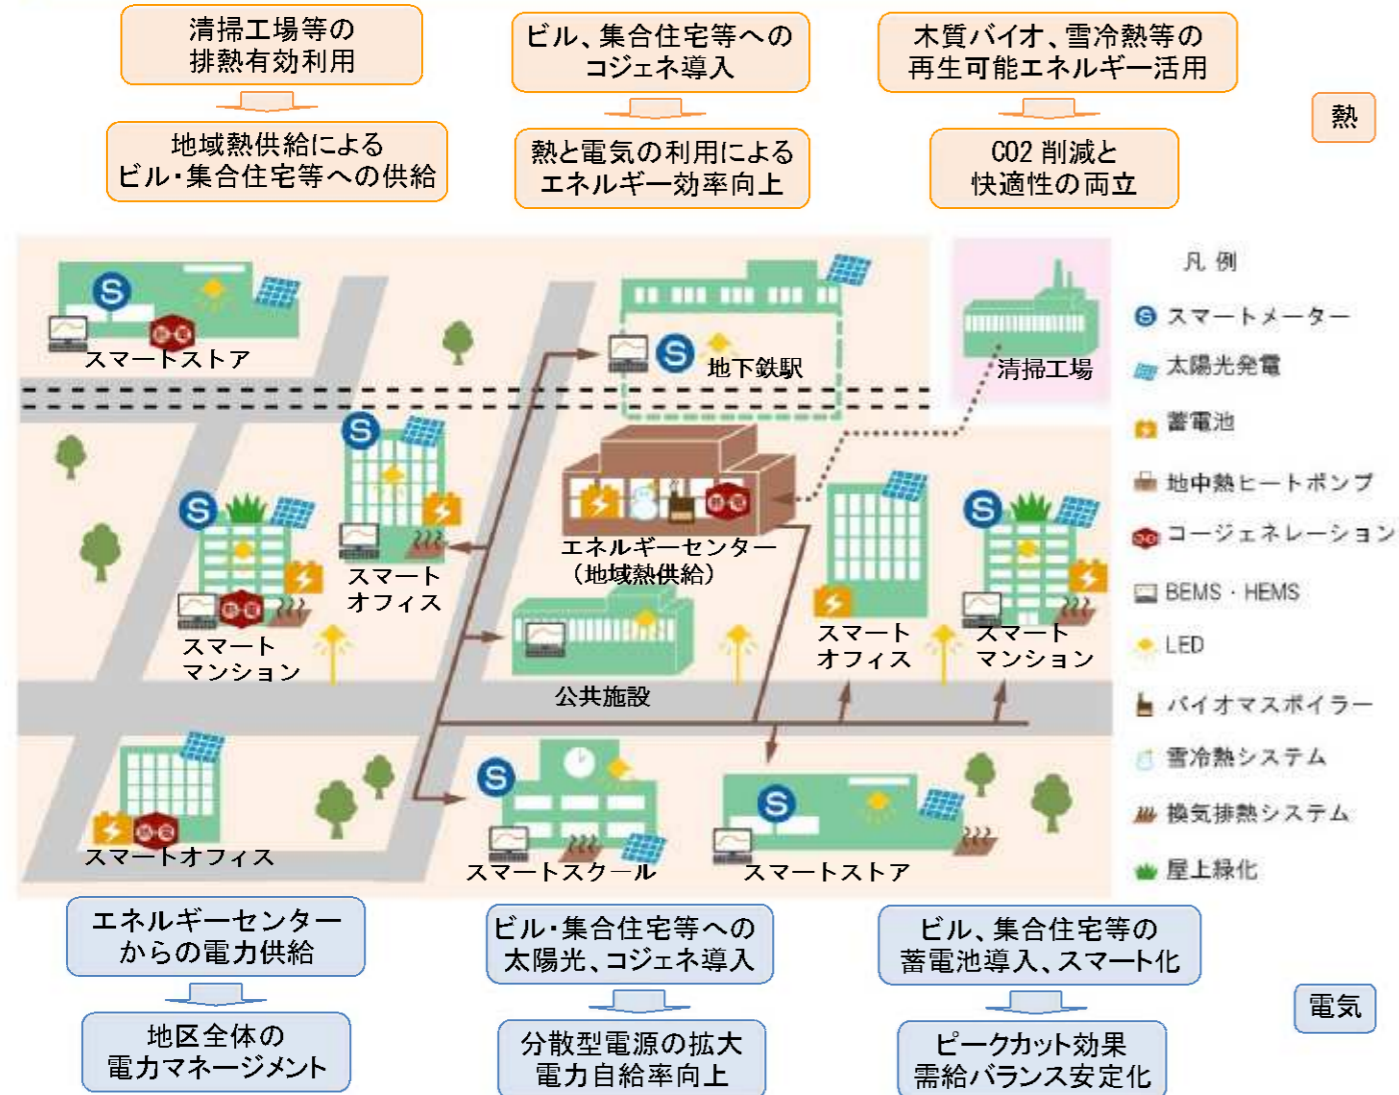 清掃工場等の
排熱有効利用
ビル、集合住宅等への
コジェネ導入
木質バイオ、雪冷熱等の
再生可能エネルギー活用
熱
地域熱供給による
ビル・集合住宅等への供給
熱と電気の利用による
エネルギー効率向上
CO2 削減と
快適性の両立
凡 例
S スマートメーター
太陽光発電
蓄電池
地中熱ヒートポンプ
コージェネレーション
BEMS・HEMS
LED
バイオマスボイラー
雪冷熱システム
換気排熱システム
屋上緑化
S
熱 電
スマートストア
S
地下鉄駅
清掃工場
S
スマート
オフィス
熱 電
エネルギーセンター
(地域熱供給)
S
熱 電
スマート
マンション
公共施設
スマート
オフィス
S
スマート
マンション
熱 電
スマートオフィス
S
スマートスクール
S
スマートストア
エネルギーセンター
からの電力供給
ビル・集合住宅等への
太陽光、コジェネ導入
ビル、集合住宅等の
蓄電池導入、スマート化
電気
地区全体の
電力マネージメント
分散型電源の拡大
電力自給率向上
ピークカット効果
需給バランス安定化